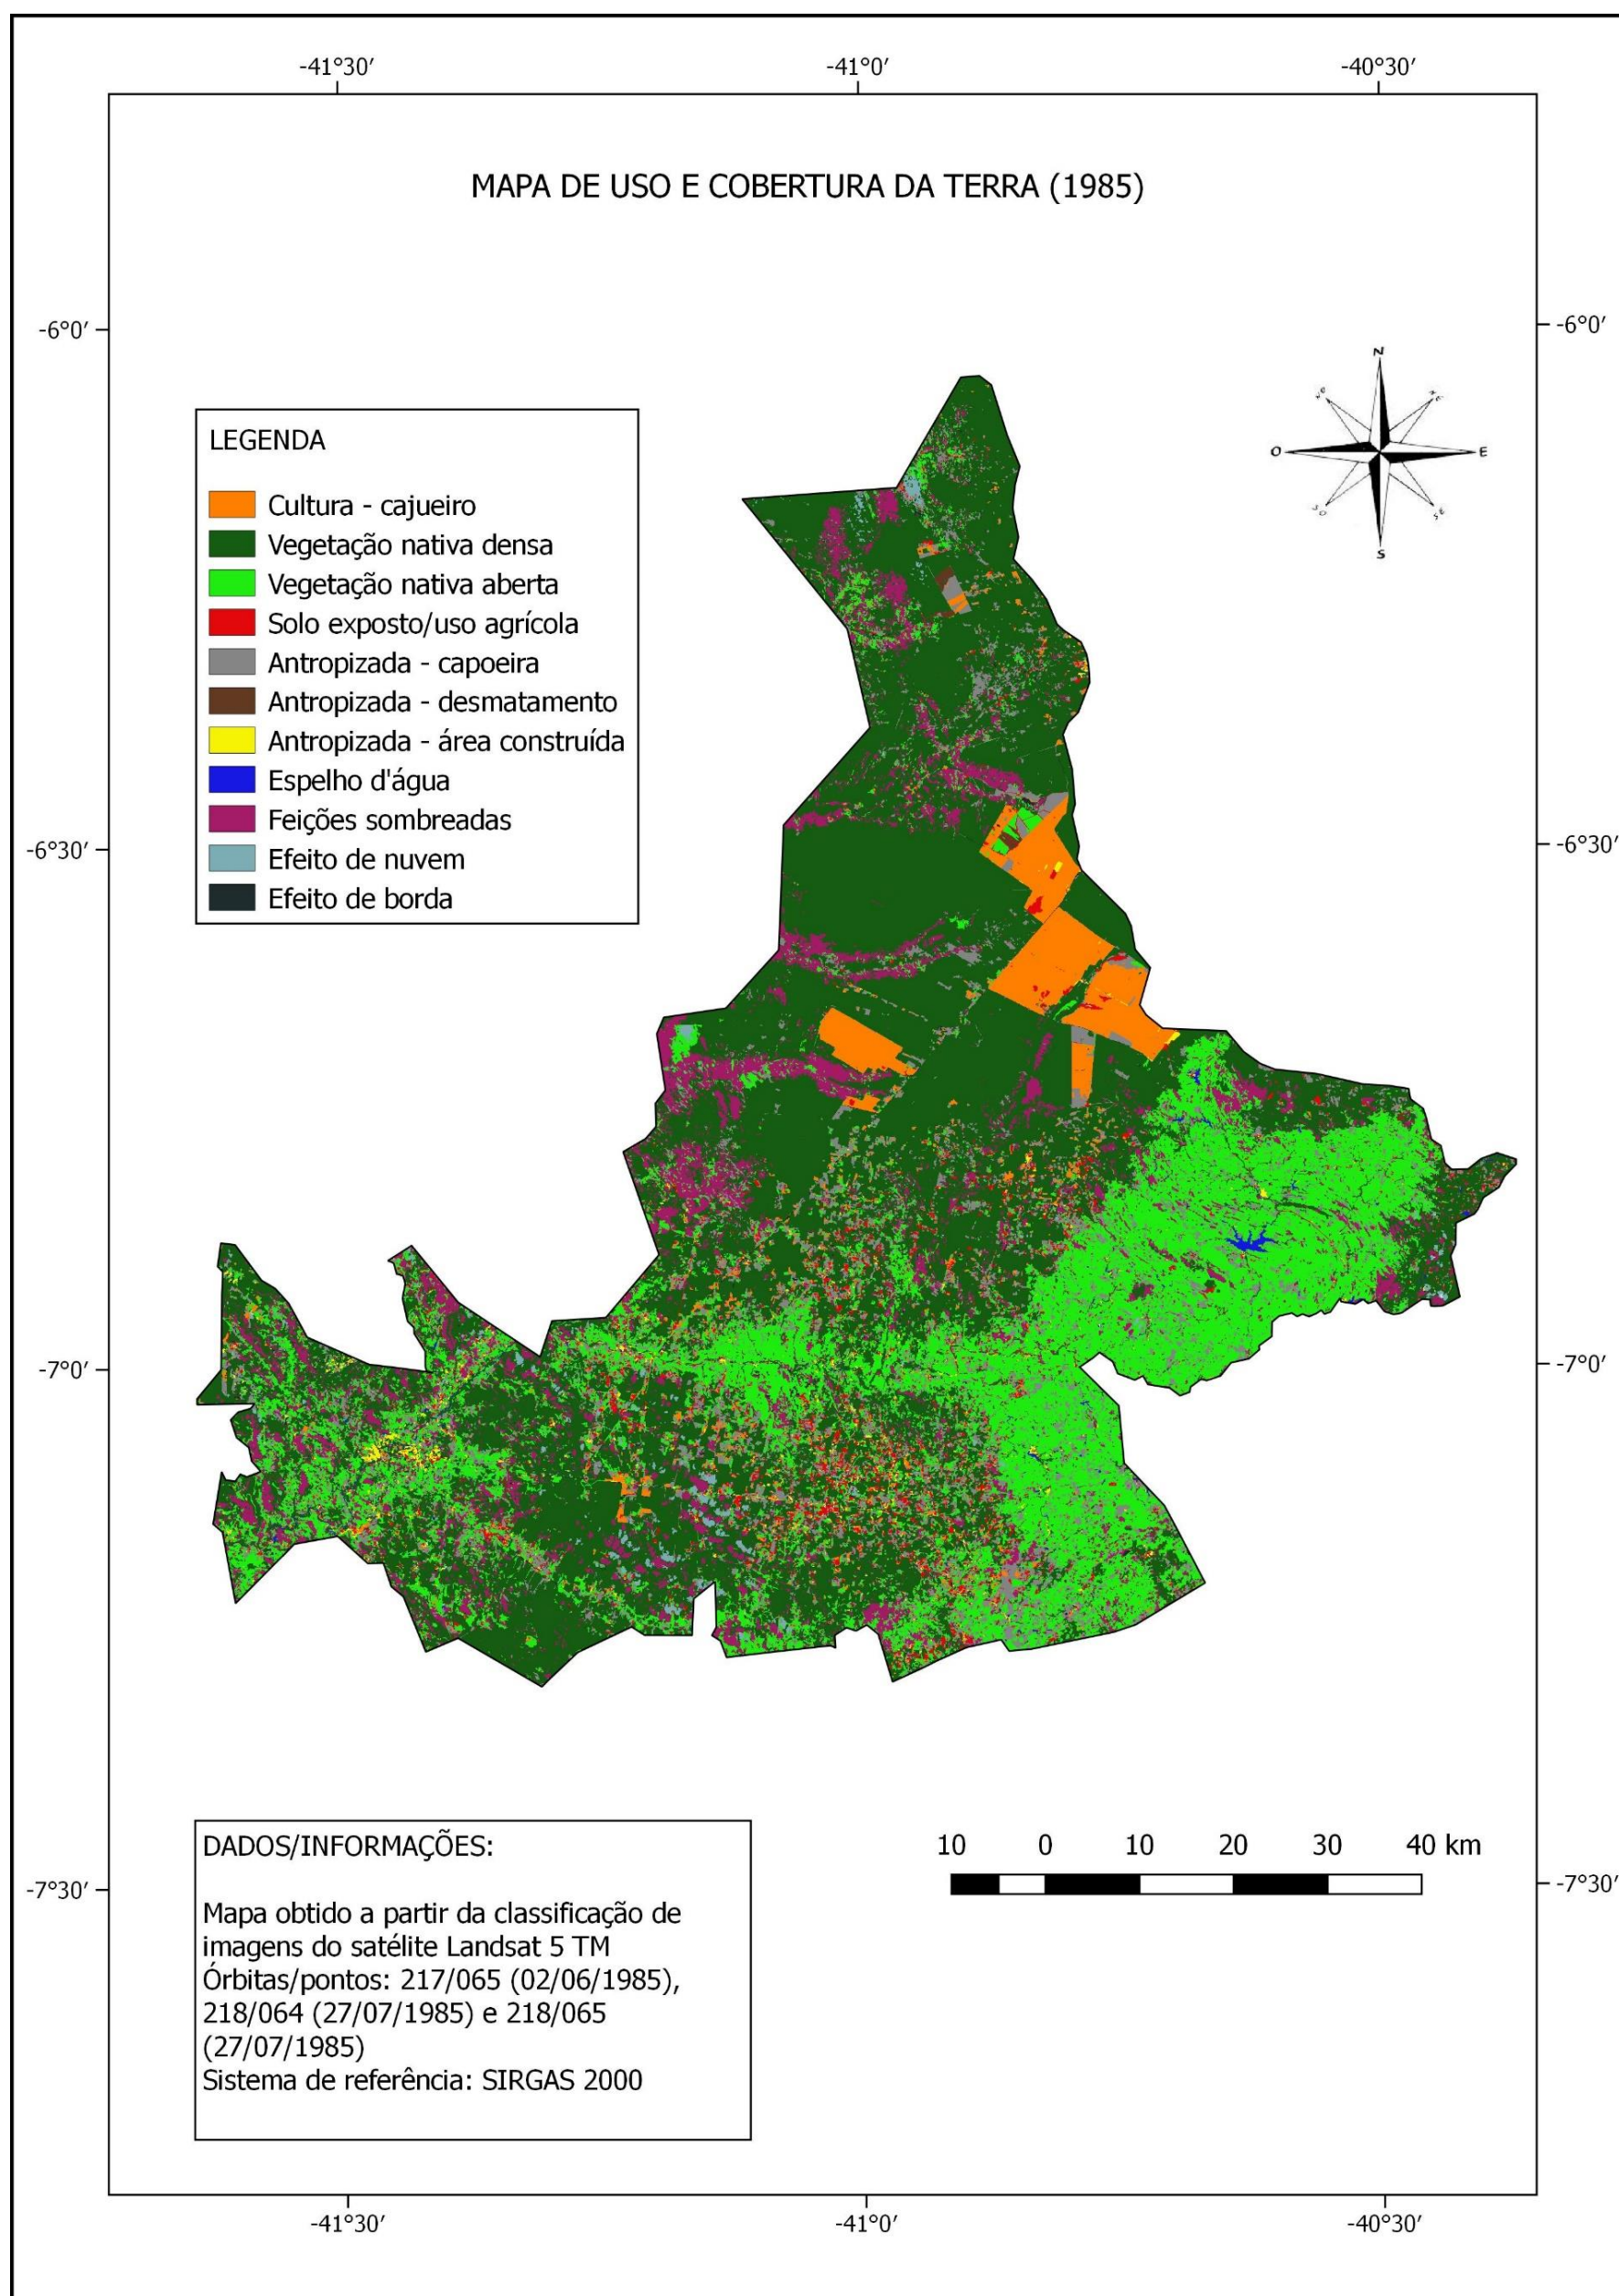 -41°30′ -41°0′ -40°30′
MAPA DE USO E COBERTURA DA TERRA (1985)
-6°0′ -6°0′
N
O E
SO SE
S
LEGENDA
Cultura - cajueiro
Vegetação nativa densa
Vegetação nativa aberta
Solo exposto/uso agrícola
Antropizada - capoeira
Antropizada - desmatamento
Antropizada - área construída
Espelho d'água
Feições sombreadas
Efeito de nuvem
Efeito de borda
-6°30′ -6°30′
-7°0′ -7°0′
DADOS/INFORMAÇÕES:
Mapa obtido a partir da classificação de
imagens do satélite Landsat 5 TM
Órbitas/pontos: 217/065 (02/06/1985),
218/064 (27/07/1985) e 218/065
(27/07/1985)
Sistema de referência: SIRGAS 2000
10 0 10 20 30 40 km
-7°30′ -7°30′
-41°30′ -41°0′ -40°30′